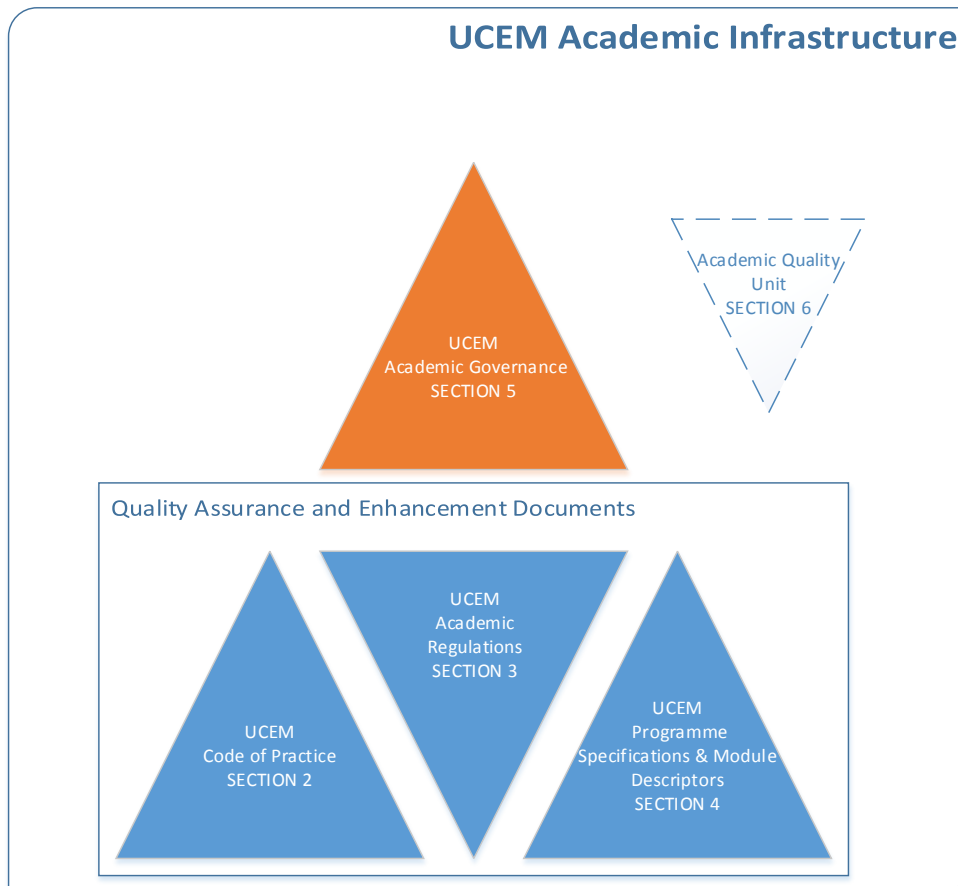 UCEM Academic Infrastructure
Academic Quality
Unit
SECTION 6
UCEM
Academic Governance
SECTION 5
Quality Assurance and Enhancement Documents
UCEM
Code of Practice
SECTION 2
UCEM
Academic
Regulations
SECTION 3
UCEM
Programme
Specifications & Module
Descriptors
SECTION 4